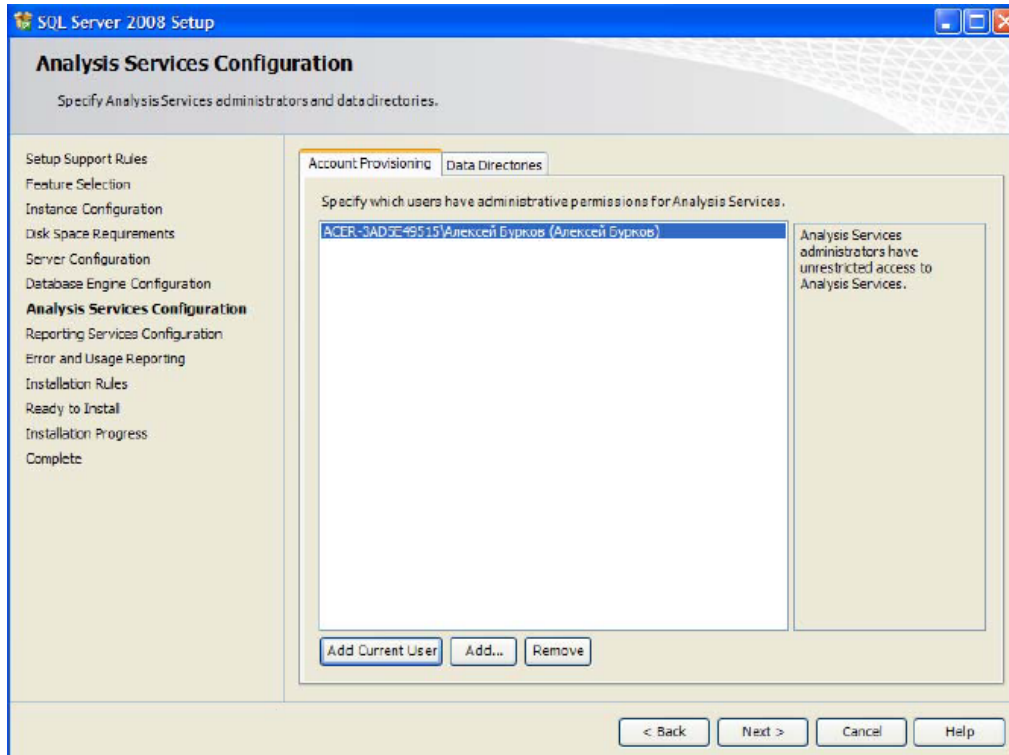 SQL Server 2008 Setup
Analysis Services Configuration
Specify Analysis Services administrators and data directories.
Setup Support Rules
Feature Selection
Instance Configuration
Disk Space Requirements
Server Configuration
Database Engine Configuration
Analysis Services Configuration
Reporting Services Configuration
Error and Usage Reporting
Installation Rules
Ready to Install
Installation Progress
Complete
Account Provisioning Data Directories
Specify which users have administrative permissions for Analysis Services.
ACER-3AD5E49515\Алексей Бурков (Алексей Бурков)
Analysis Services
administrators have
unrestricted access to
Analysis Services.
Add Current User Add... Remove
< Back Next > Cancel Help